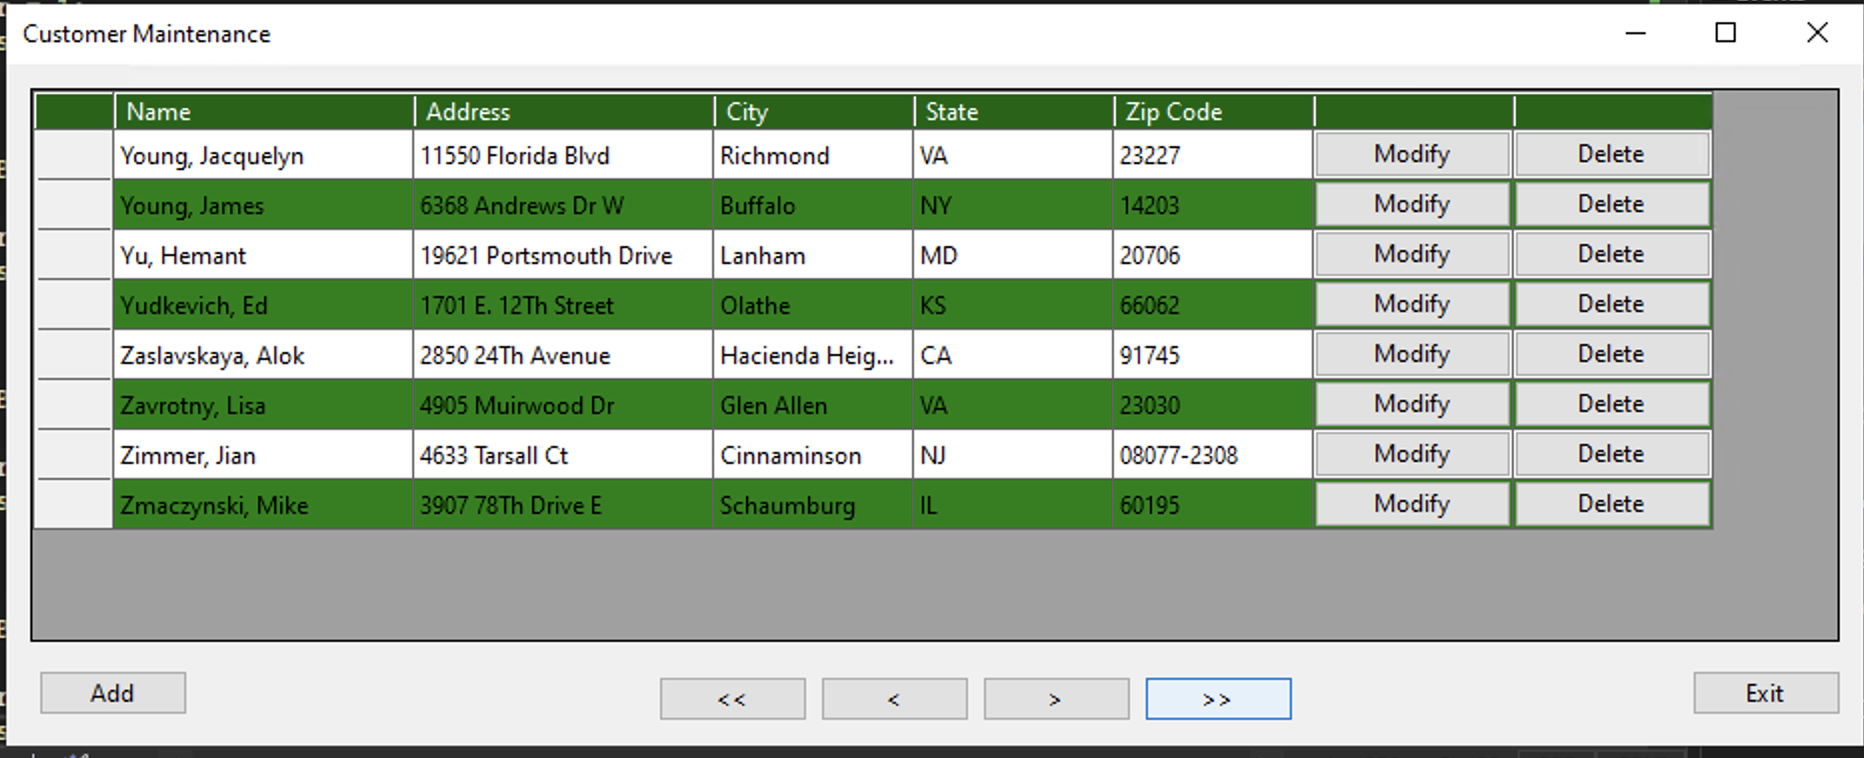 Customer Maintenance
Name Address City State Zip Code
Young, Jacquelyn 11550 Florida Blvd Richmond VA 23227 Modify Delete
Young, James 6368 Andrews Dr W Buffalo NY 14203 Modify Delete
Yu, Hemant 19621 Portsmouth Drive Lanham MD 20706 Modify Delete
Yudkevich, Ed 1701 E. 12Th Street Olathe KS 66062 Modify Delete
Zaslavskaya, Alok 2850 24Th Avenue Hacienda Heig... CA 91745 Modify Delete
Zavrotny, Lisa 4905 Muirwood Dr Glen Allen VA 23030 Modify Delete
Zimmer, Jian 4633 Tarsall Ct Cinnaminson NJ 08077-2308 Modify Delete
Zmaczynski, Mike 3907 78Th Drive E Schaumburg IL 60195 Modify Delete
Add << < > >> Exit